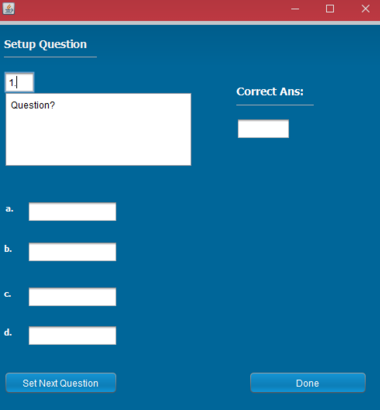 Setup Question
1.
Question?
Correct Ans:
a.
b.
c.
d.
Set Next Question
Done